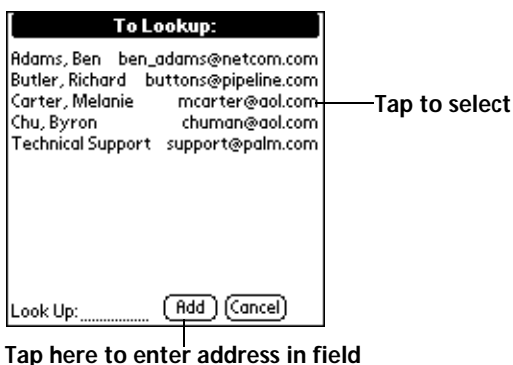 To Lookup:
Adams, Ben ben_adams@netcom.com
Butler, Richard buttons@pipeline.com
Carter, Melanie mcarter@aol.com
Tap to select
Chu, Byron chuman@aol.com
Technical Support support@palm.com
Look Up: Add Cancel
Tap here to enter address in field